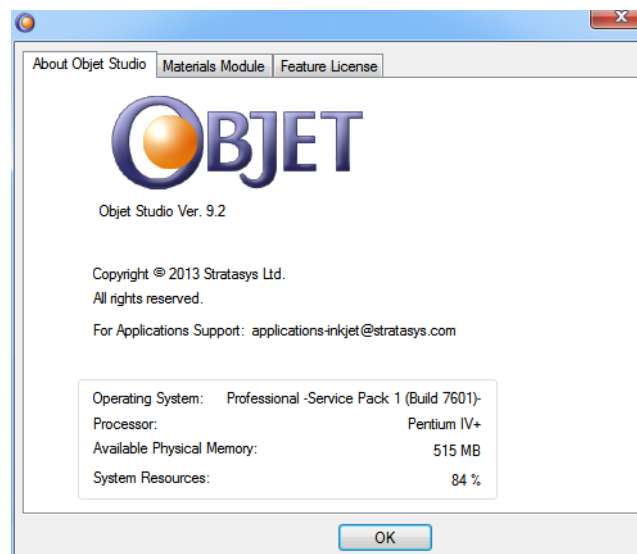 x
About Objet Studio Materials Module Feature License
OBJET
Objet Studio Ver. 9.2
Copyright © 2013 Stratasys Ltd.
All rights reserved.
For Applications Support: applications-inkjet@stratasys.com
Operating System: Professional -Service Pack 1 (Build 7601)-
Processor: Pentium IV+
Available Physical Memory: 515 MB
System Resources: 84 %
OK